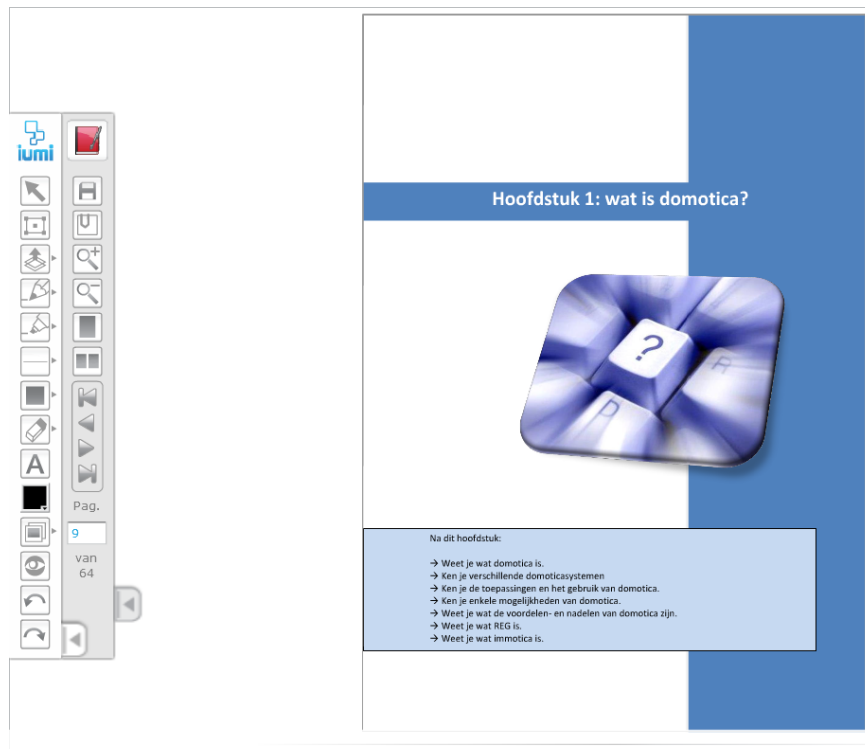 iumi
A
Pag.
9
van
64
Hoofdstuk 1: wat is domotica?
?
R
D
Na dit hoofdstuk:
→ Weet je wat domotica is.
→ Ken je verschillende domoticasystemen
→ Ken je de toepassingen en het gebruik van domotica.
→ Ken je enkele mogelijkheden van domotica.
→ Weet je wat de voordelen- en nadelen van domotica zijn.
→ Weet je wat REG is.
→ Weet je wat immotica is.